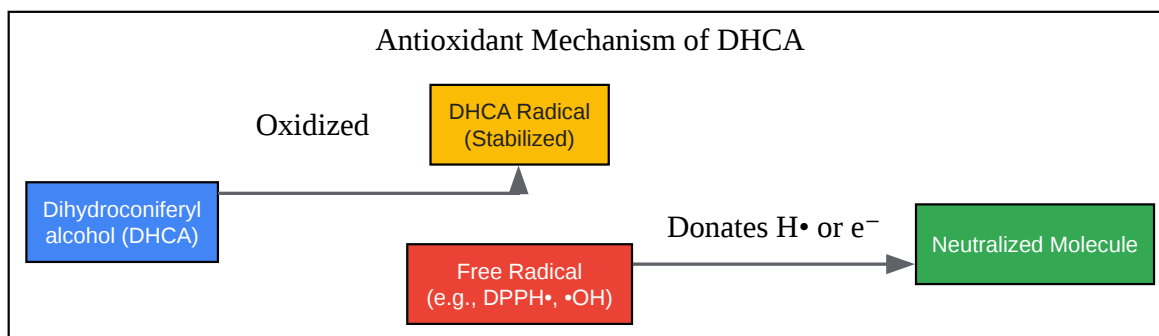 Antioxidant Mechanism of DHCA
DHCA Radical
(Stabilized)
Oxidized
Dihydroconiferyl
alcohol (DHCA)
Donates H• or e⁻
Neutralized Molecule
Free Radical
(e.g., DPPH•, •OH)